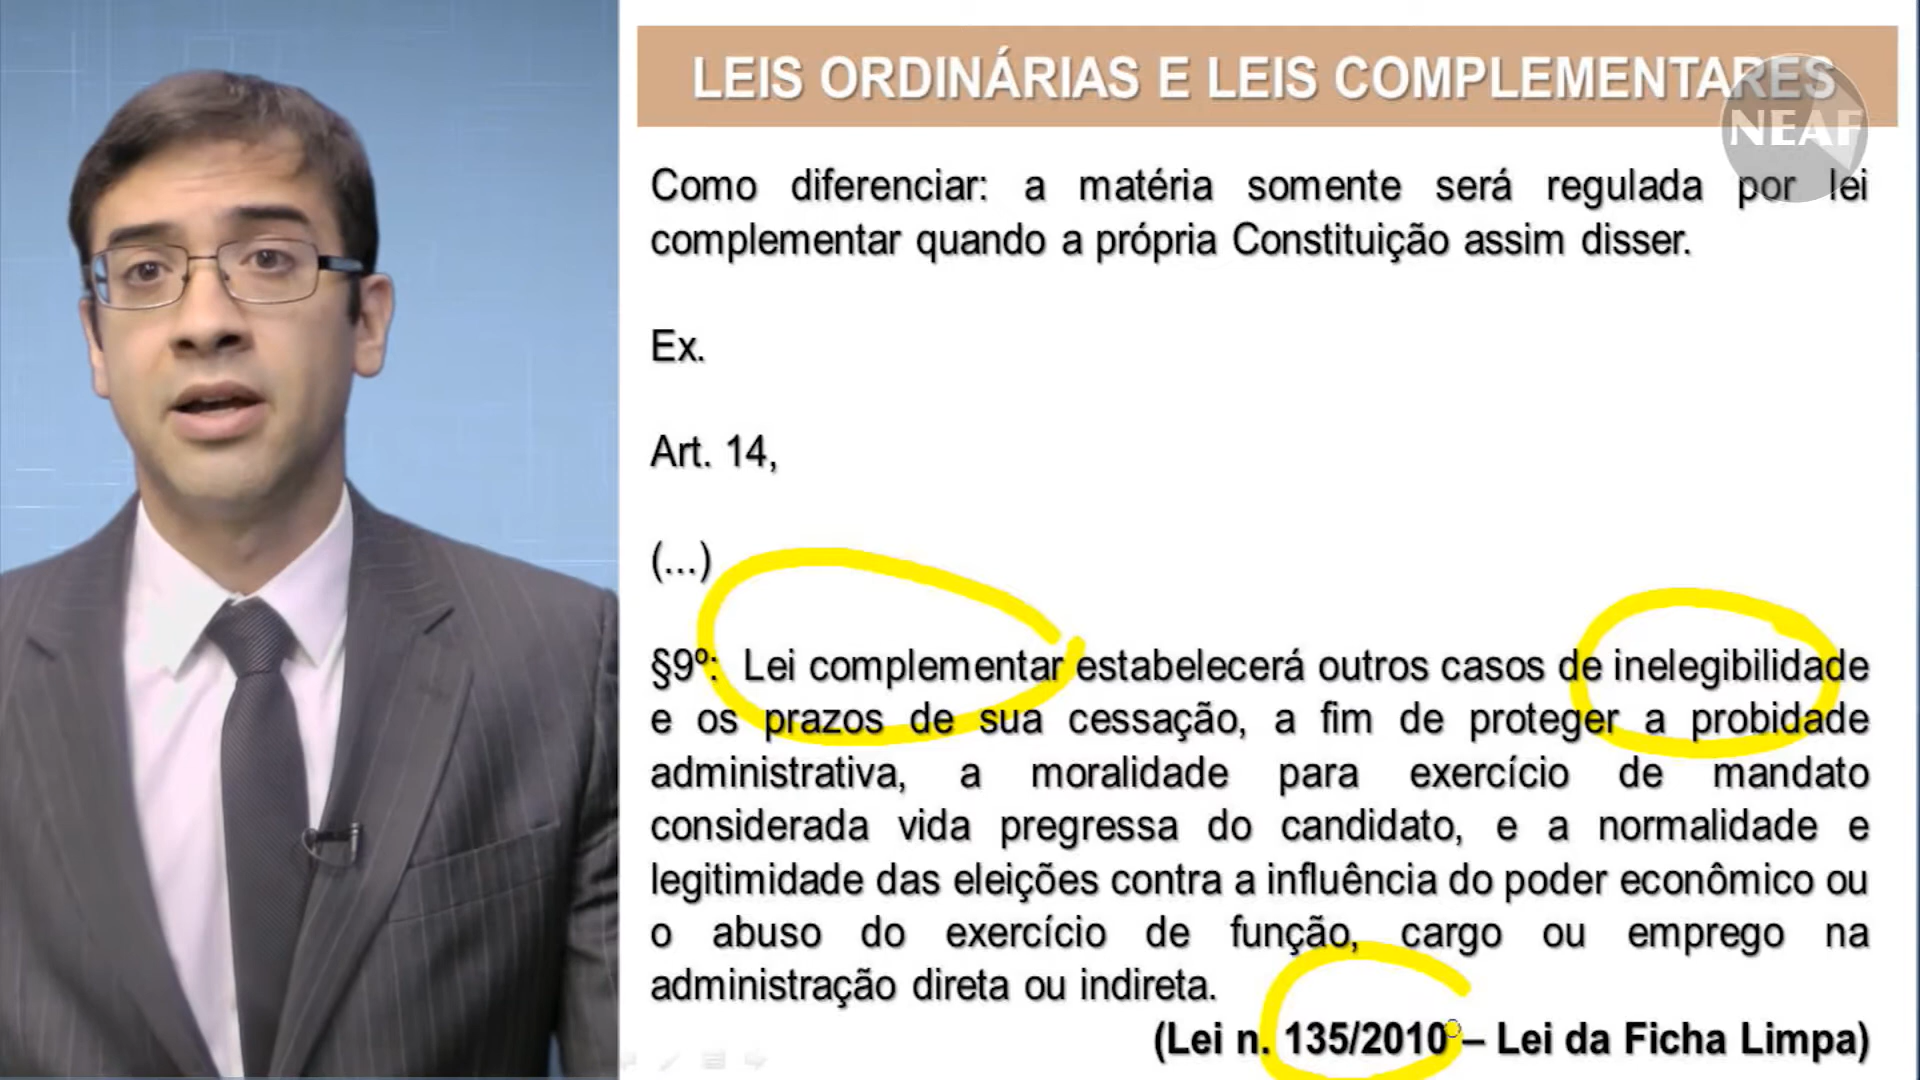 LEIS ORDINÁRIAS E LEIS COMPLEMENTARES
NEAF
Como diferenciar: a matéria somente será regulada por lei
complementar quando a própria Constituição assim disser.
Ex.
Art. 14,
(...)
§9º: Lei complementar estabelecerá outros casos de inelegibilidade
e os prazos de sua cessação, a fim de proteger a probidade
administrativa, a moralidade para exercício de mandato
considerada vida pregressa do candidato, e a normalidade e
legitimidade das eleições contra a influência do poder econômico ou
o abuso do exercício de função, cargo ou emprego na
administração direta ou indireta.
(Lei n. 135/2010 – Lei da Ficha Limpa)